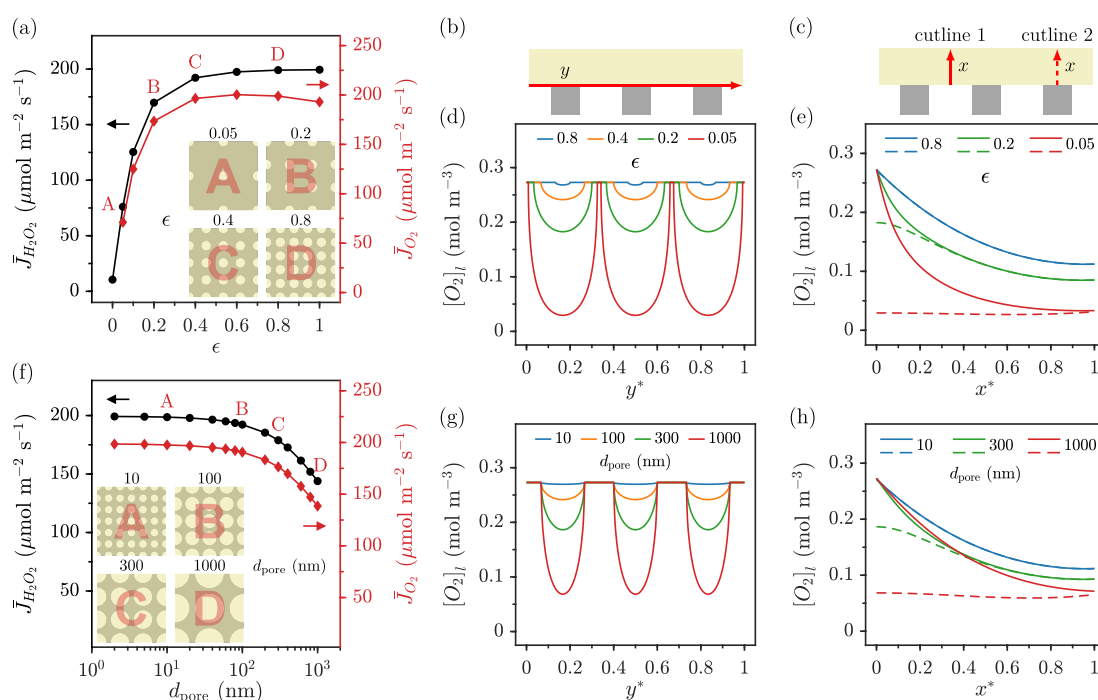 (a)
J̄H2O2 (μmol m−2 s−1)
200
150
100
50
0
0 0.2 0.4 0.6 0.8 1
ϵ
J̄O2 (μmol m−2 s−1)
250
200
150
100
50
0
A
B
C
D
ϵ
0.05 0.2
A B
0.4 0.8
C D
(b)
y
(c)
cutline 1 cutline 2
x x
(d)
0.8 0.4 0.2 0.05
ϵ
[O2]l (mol m−3)
0.3
0.2
0.1
0
0 0.2 0.4 0.6 0.8 1
y*
(e)
0.8 0.2 0.05
ϵ
[O2]l (mol m−3)
0.3
0.2
0.1
0
0 0.2 0.4 0.6 0.8 1
x*
(f)
J̄H2O2 (μmol m−2 s−1)
200
150
100
50
10⁰ 10¹ 10² 10³
dpore (nm)
J̄O2 (μmol m−2 s−1)
250
200
150
100
50
0
A
B
C
D
10 100
A B
300 1000 dpore (nm)
C D
(g)
10 100 300 1000
dpore (nm)
[O2]l (mol m−3)
0.3
0.2
0.1
0
0 0.2 0.4 0.6 0.8 1
y*
(h)
10 300 1000
dpore (nm)
[O2]l (mol m−3)
0.3
0.2
0.1
0
0 0.2 0.4 0.6 0.8 1
x*